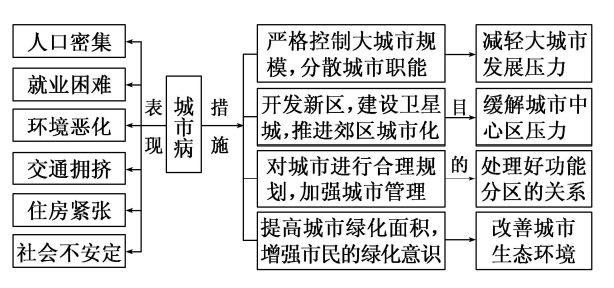 人口密集
就业困难
环境恶化
交通拥挤
住房紧张
社会不安定
表现
城市病
措施
严格控制大城市规
模，分散城市职能
开发新区，建设卫星
城，推进郊区城市化
对城市进行合理规
划，加强城市管理
提高城市绿化面积，
增强市民的绿化意识
目的
减轻大城市
发展压力
缓解城市中
心区压力
处理好功能
分区的关系
改善城市
生态环境